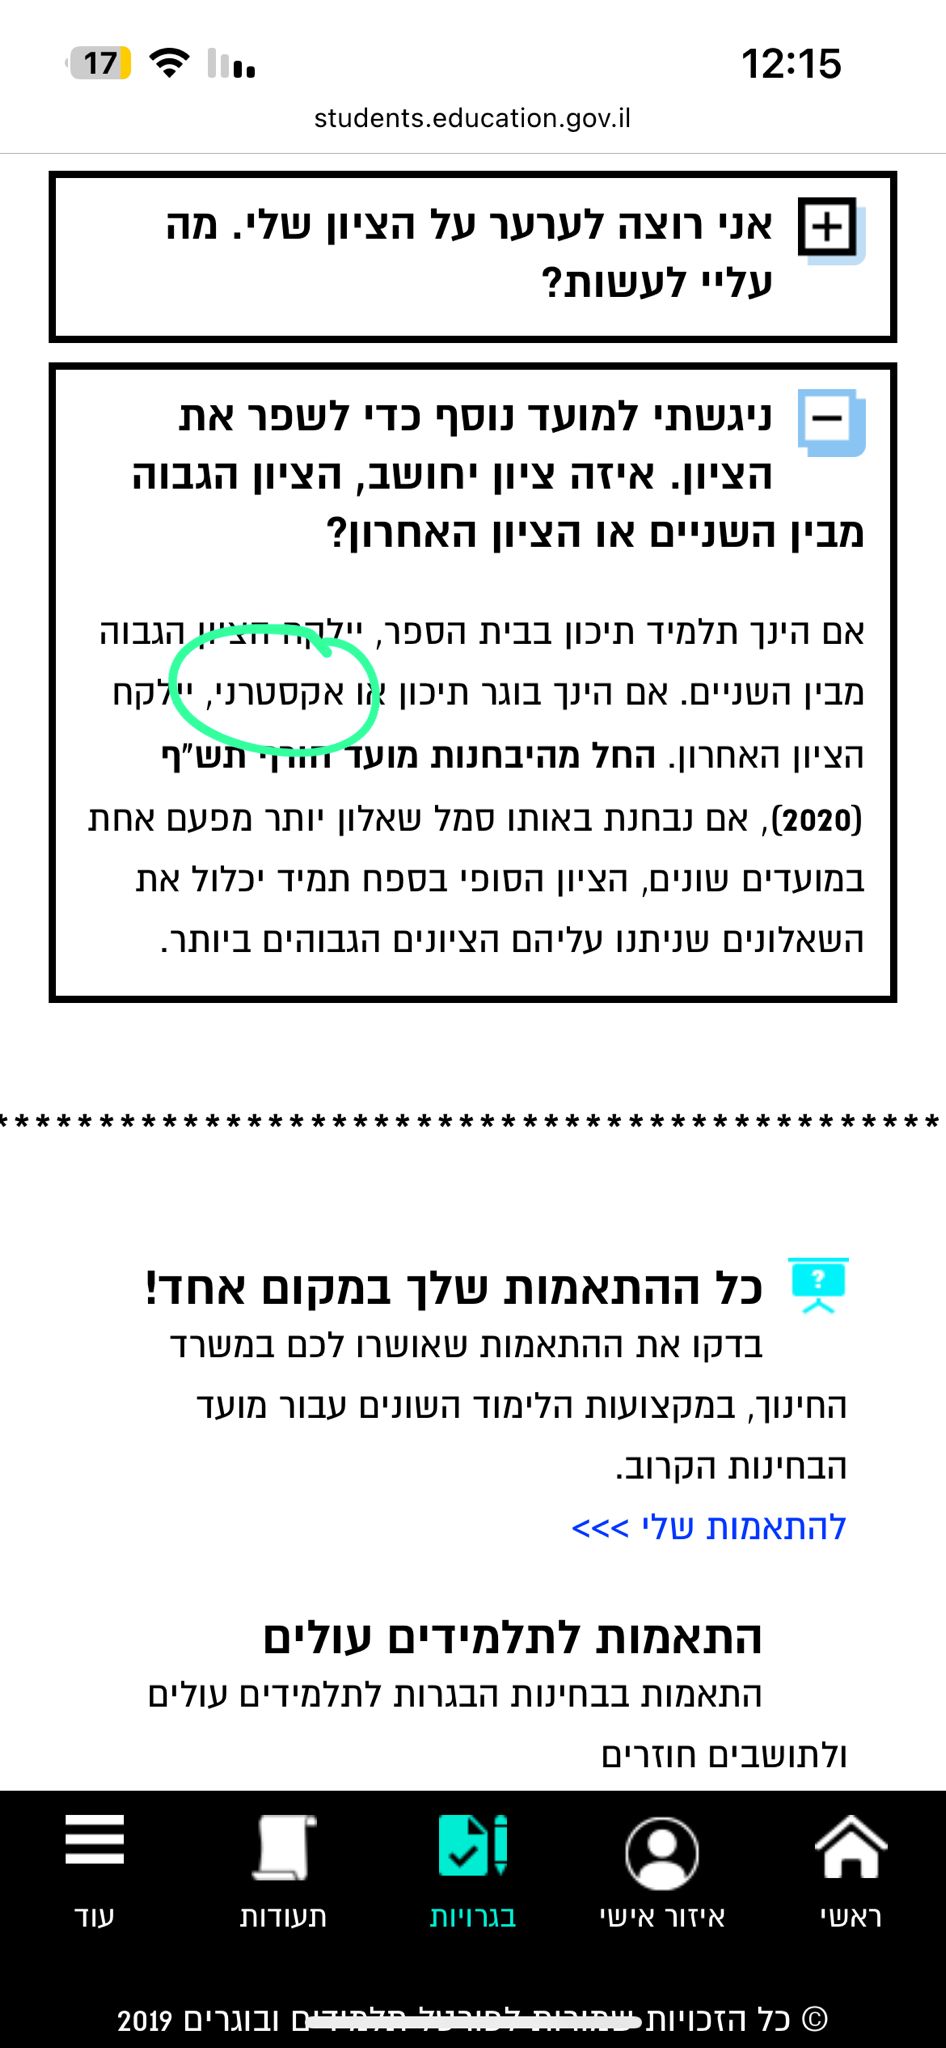 17
12:15
students.education.gov.il
אני רוצה לערער על הציון שלי. מה
עליי לעשות?
ניגשתי למועד נוסף כדי לשפר את
הציון. איזה ציון יחושב, הציון הגבוה
מבין השניים או הציון האחרון?
אם הינך תלמיד תיכון בבית הספר, יילקח הציון הגבוה
מבין השניים. אם הינך בוגר תיכון או אקסטרני, יילקח
הציון האחרון. החל מהיבחנות מועד חורף תש"ף
(2020), אם נבחנת באותו סמל שאלון יותר מפעם אחת
במועדים שונים, הציון הסופי בספח תמיד יכלול את
השאלונים שניתנו עליהם הציונים הגבוהים ביותר.
*********************************************
?
כל ההתאמות שלך במקום אחד!
בדקו את ההתאמות שאושרו לכם במשרד
החינוך, במקצועות הלימוד השונים עבור מועד
הבחינות הקרוב.
להתאמות שלי >>>
התאמות לתלמידים עולים
התאמות בבחינות הבגרות לתלמידים עולים
ולתושבים חוזרים
ראשי
איזור אישי
בגרויות
תעודות
עוד
© כל הזכויות שמורות לפורטל תלמידים ובוגרים 2019